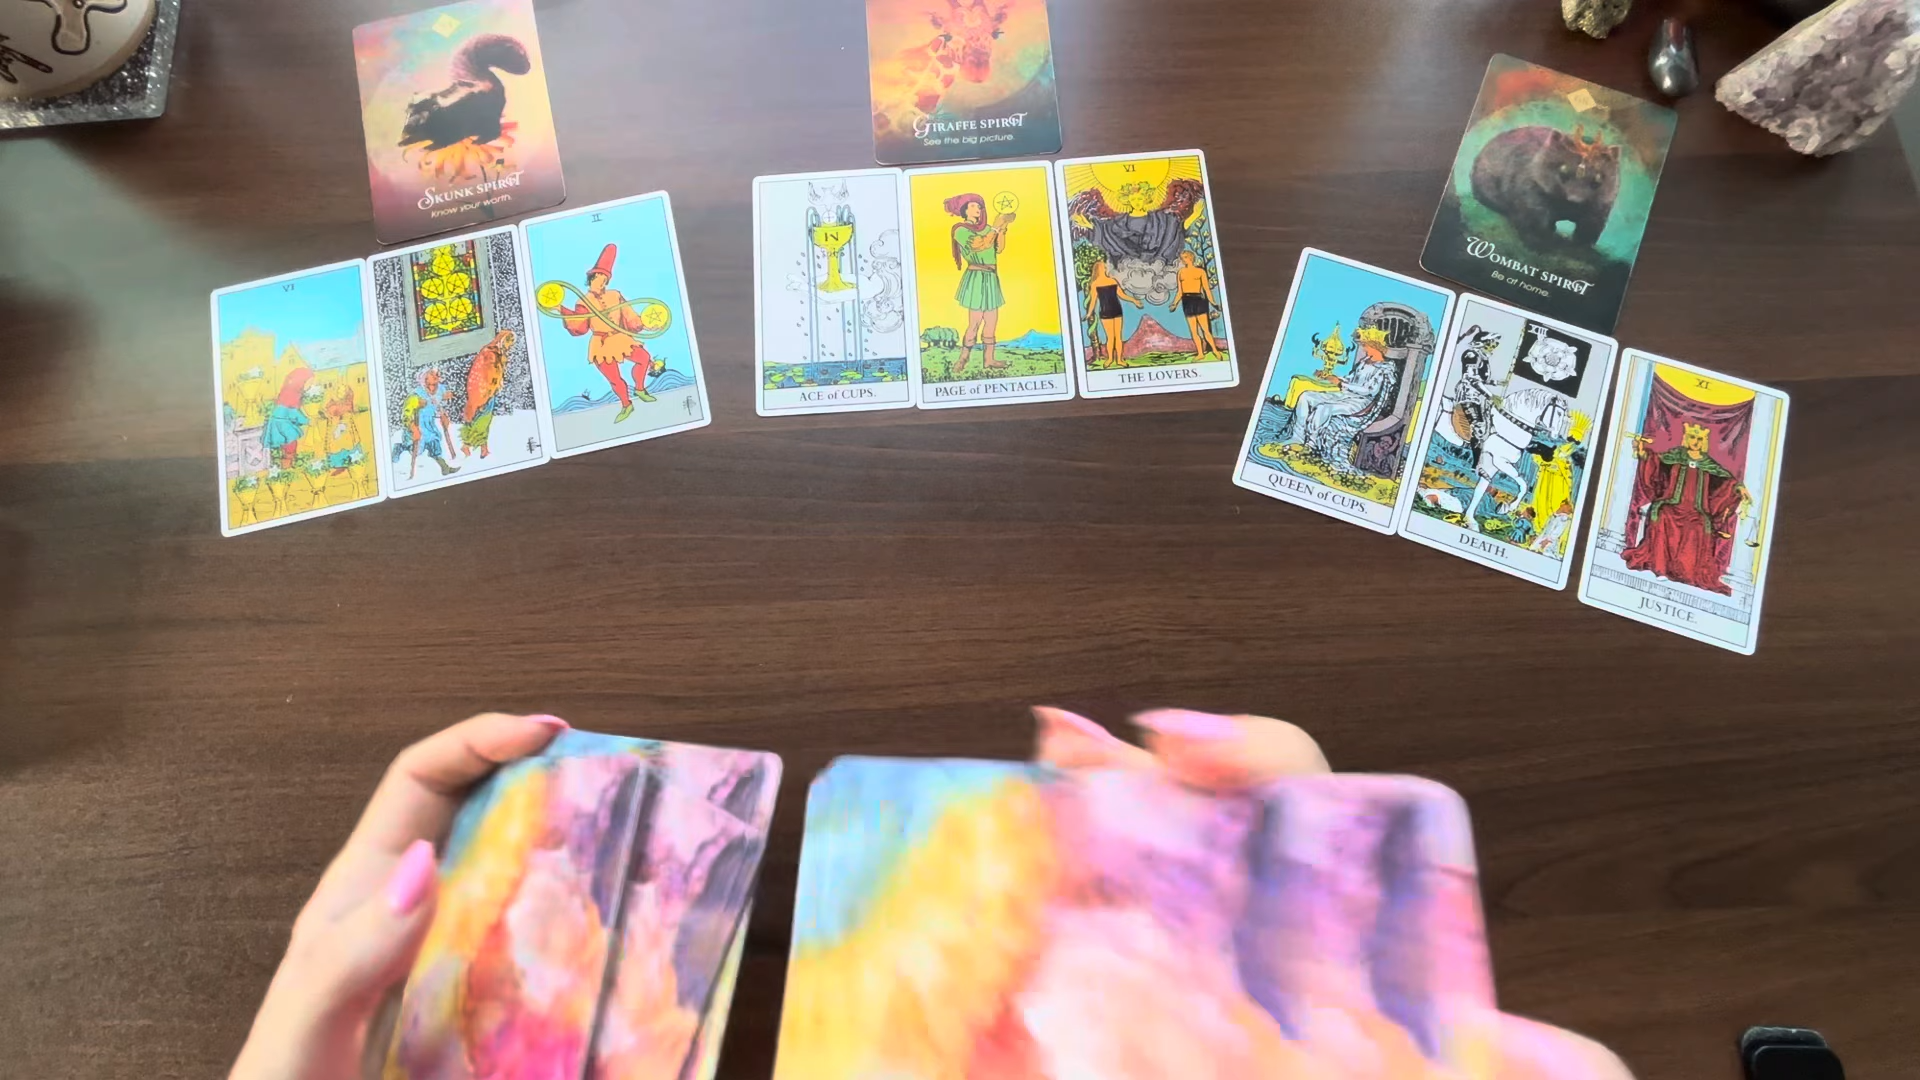 SKUNK SPIRIT
Know your worth.
GIRAFFE SPIRIT
See the big picture.
WOMBAT SPIRIT
Be at home.
VI
II
ACE of CUPS.
PAGE of PENTACLES.
VI
THE LOVERS.
QUEEN of CUPS.
XIII
DEATH.
XI
JUSTICE.